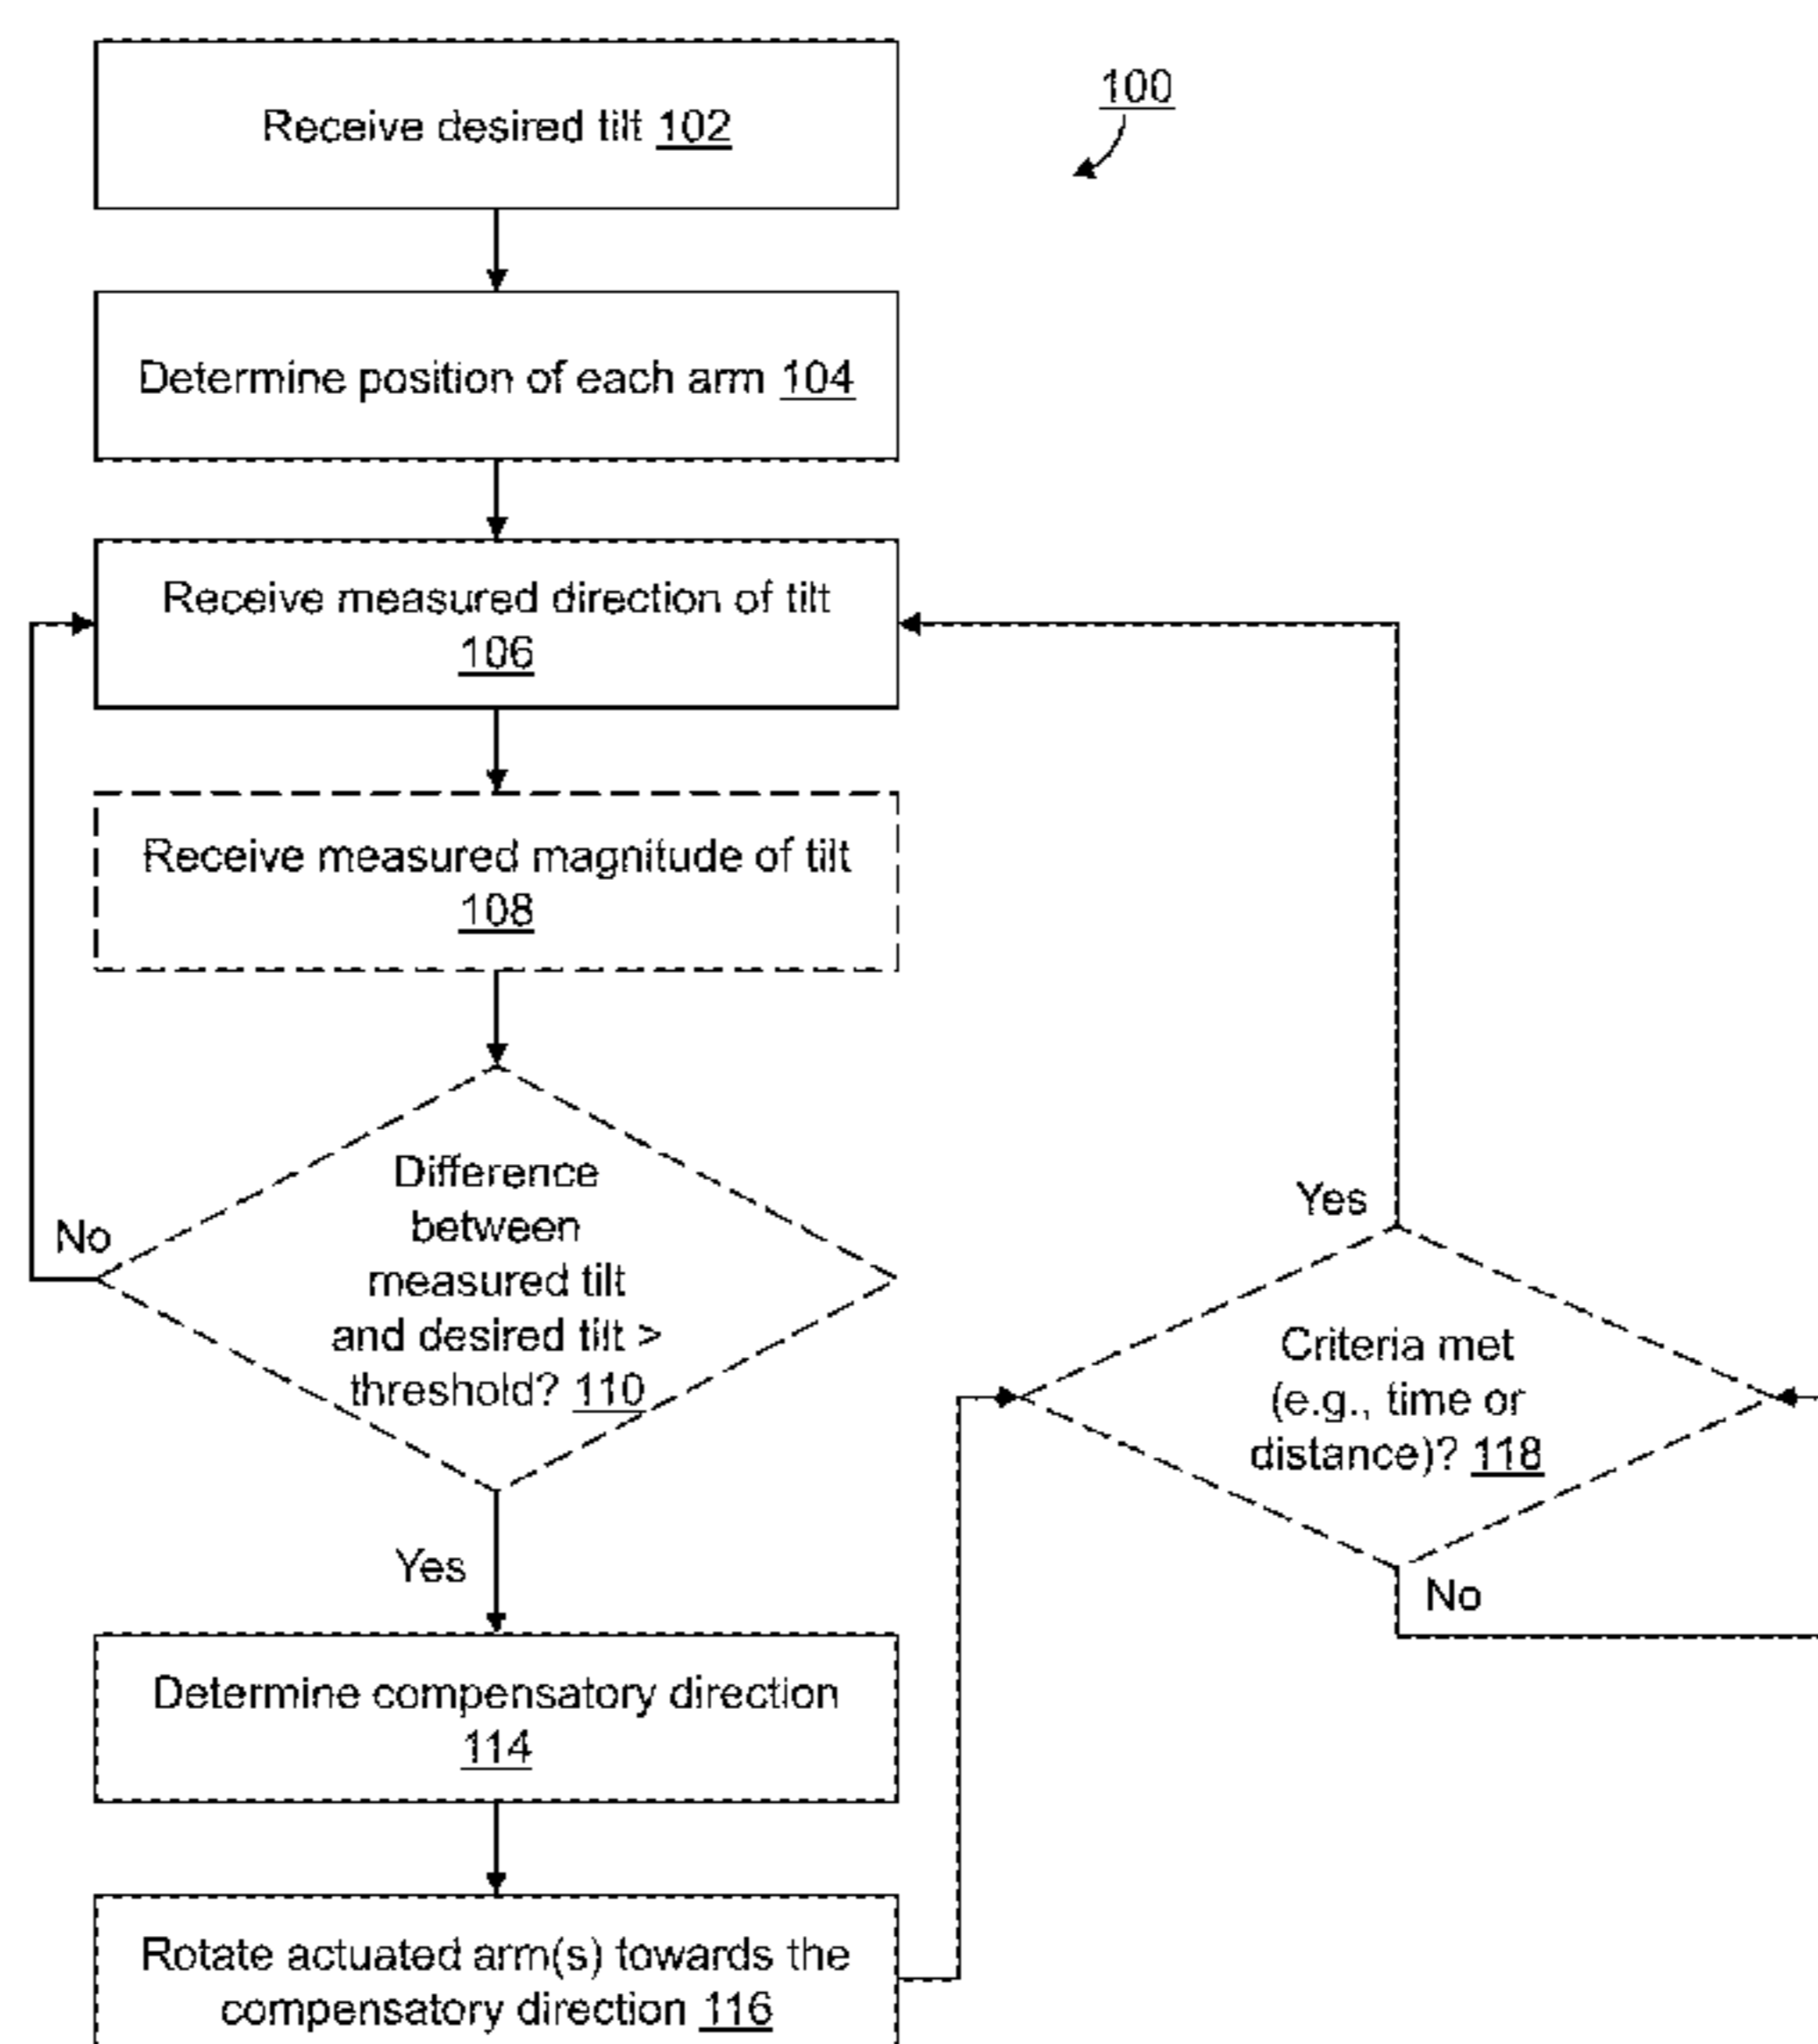 100
Receive desired tilt 102
Determine position of each arm 104
Receive measured direction of tilt
106
Receive measured magnitude of tilt
108
Difference
between
measured tilt
and desired tilt >
threshold? 110
No
Yes
Determine compensatory direction
114
Rotate actuated arm(s) towards the
compensatory direction 116
Yes
Criteria met
(e.g., time or
distance)? 118
No